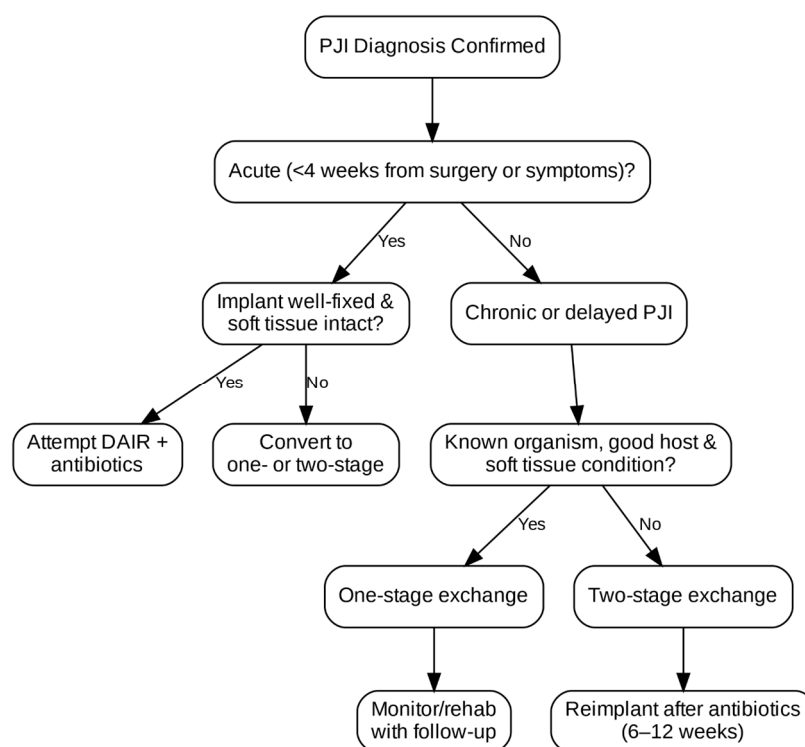 PJI Diagnosis Confirmed
Acute (<4 weeks from surgery or symptoms)?
Yes
No
Implant well-fixed &
soft tissue intact?
Chronic or delayed PJI
Yes
No
Attempt DAIR +
antibiotics
Convert to
one- or two-stage
Known organism, good host &
soft tissue condition?
Yes
No
One-stage exchange
Two-stage exchange
Monitor/rehab
with follow-up
Reimplant after antibiotics
(6–12 weeks)